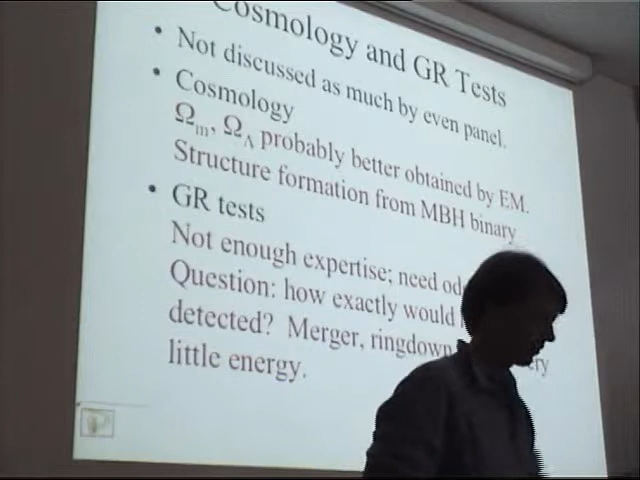 Cosmology and GR Tests
• Not discussed as much by even panel.
• Cosmology
Ωm, ΩΛ probably better obtained by EM.
Structure formation from MBH binary
• GR tests
Not enough expertise; need
Question: how exactly would
detected? Merger, ringdown
little energy.